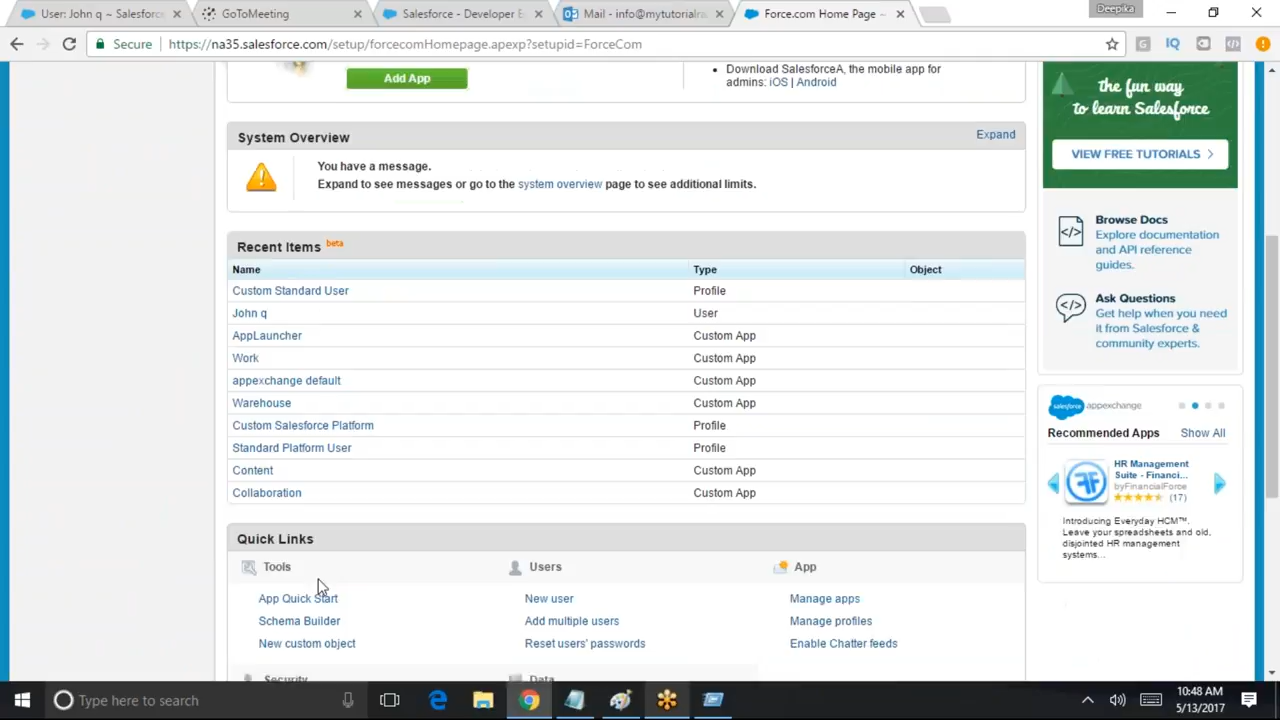 User: John q ~ Salesforc
GoToMeeting
Salesforce - Developer E
Mail - info@mytutorialra
Force.com Home Page ~
Deepika
Secure
https://na35.salesforce.com/setup/forcecomHomepage.apexp?setupid=ForceCom
Add App
• Download SalesforceA, the mobile app for
admins: iOS | Android
the fun way
to learn Salesforce
VIEW FREE TUTORIALS
System Overview
Expand
You have a message.
Expand to see messages or go to the system overview page to see additional limits.
Browse Docs
Explore documentation
and API reference
guides.
Ask Questions
Get help when you need
it from Salesforce &
community experts.
Recent Items beta
Name Type Object
Custom Standard User Profile
John q User
AppLauncher Custom App
Work Custom App
appexchange default Custom App
Warehouse Custom App
Custom Salesforce Platform Profile
Standard Platform User Profile
Content Custom App
Collaboration Custom App
salesforce appexchange
Recommended Apps Show All
HR Management
Suite - Financi...
byFinancialForce
(17)
Introducing Everyday HCM™.
Leave your spreadsheets and old,
disjointed HR management
systems...
Quick Links
Tools Users App
App Quick Start New user Manage apps
Schema Builder Add multiple users Manage profiles
New custom object Reset users' passwords Enable Chatter feeds
Security Data
Type here to search
10:48 AM
5/13/2017